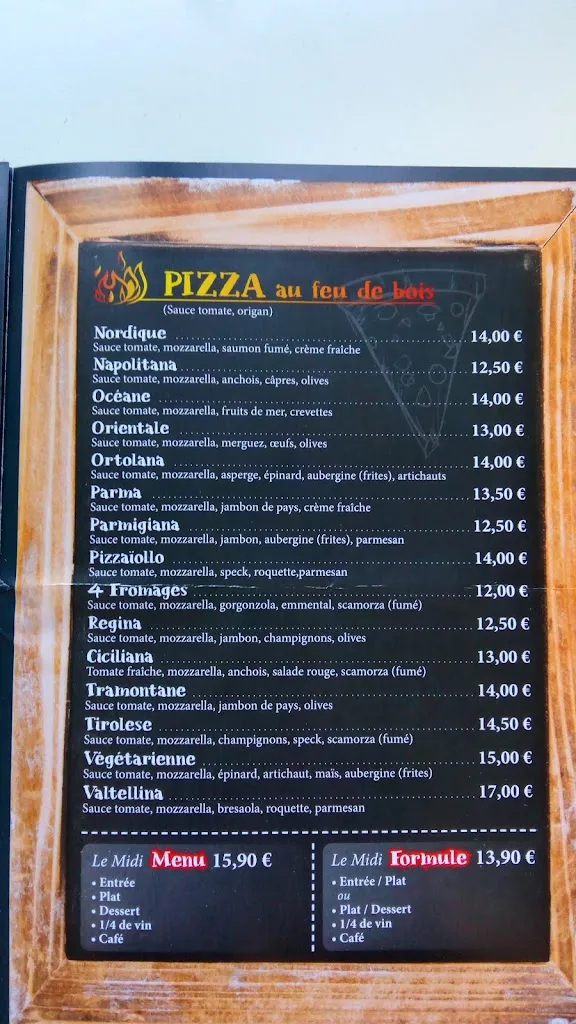 PIZZA au feu de bois
(Sauce tomate, origan)
Nordique 14,00 €
Sauce tomate, mozzarella, saumon fumé, crème fraîche
Napolitana 12,50 €
Sauce tomate, mozzarella, anchois, câpres, olives
Océane 14,00 €
Sauce tomate, mozzarella, fruits de mer, crevettes
Orientale 13,00 €
Sauce tomate, mozzarella, merguez, œufs, olives
Ortolana 14,00 €
Sauce tomate, mozzarella, asperge, épinard, aubergine (frites), artichauts
Parma 13,50 €
Sauce tomate, mozzarella, jambon de pays, crème fraîche
Parmigiana 12,50 €
Sauce tomate, mozzarella, jambon, aubergine (frites), parmesan
Pizzaïollo 14,00 €
Sauce tomate, mozzarella, speck, roquette,parmesan
4 Fromages 12,00 €
Sauce tomate, mozzarella, gorgonzola, emmental, scamorza (fumé)
Regina 12,50 €
Sauce tomate, mozzarella, jambon, champignons, olives
Ciciliana 13,00 €
Tomate fraîche, mozzarella, anchois, salade rouge, scamorza (fumé)
Tramontane 14,00 €
Sauce tomate, mozzarella, jambon de pays, olives
Tirolese 14,50 €
Sauce tomate, mozzarella, champignons, speck, scamorza (fumé)
Végétarienne 15,00 €
Sauce tomate, mozzarella, épinard, artichaut, maïs, aubergine (frites)
Valtellina 17,00 €
Sauce tomate, mozzarella, bresaola, roquette, parmesan
Le Midi Menu 15,90 €
• Entrée
• Plat
• Dessert
• 1/4 de vin
• Café
Le Midi Formule 13,90 €
• Entrée / Plat
ou
• Plat / Dessert
• 1/4 de vin
• Café